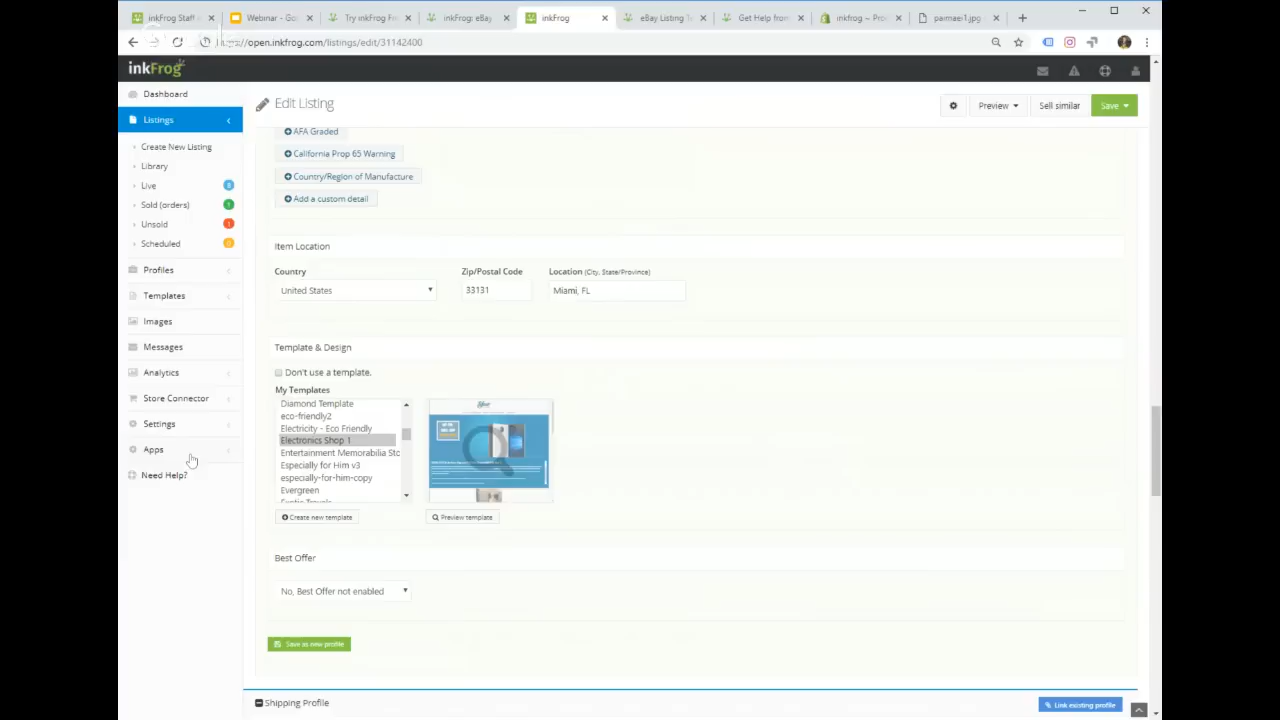 inkFrog Staff
Webinar - Go
Try inkFrog Fr
inkFrog: eBay
inkFrog
eBay Listing T
Get Help from
inkfrog ~ Pro
paimaei1.jpg
https://open.inkfrog.com/listings/edit/31142400
inkFrog
Dashboard
Listings
Create New Listing
Library
Live
Sold (orders)
1
Unsold
1
Scheduled
Profiles
Templates
Images
Messages
Analytics
Store Connector
Settings
Apps
Need Help?
Edit Listing
Preview
Sell similar
Save
AFA Graded
California Prop 65 Warning
Country/Region of Manufacture
Add a custom detail
Item Location
Country
Zip/Postal Code
Location (City, State/Province)
United States
33131
Miami, FL
Template & Design
Don't use a template.
My Templates
Diamond Template
eco-friendly2
Electricity - Eco Friendly
Electronics Shop 1
Entertainment Memorabilia Sto
Especially for Him v3
especially-for-him-copy
Evergreen
Exotic Travels
Create new template
Preview template
Best Offer
No, Best Offer not enabled
Save as new profile
Shipping Profile
Link existing profile